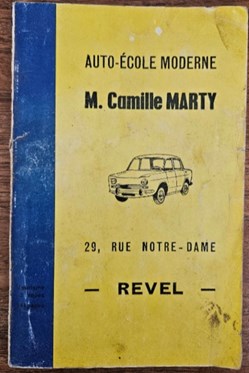 AUTO-ÉCOLE MODERNE
M. Camille MARTY
29, RUE NOTRE-DAME
— REVEL —